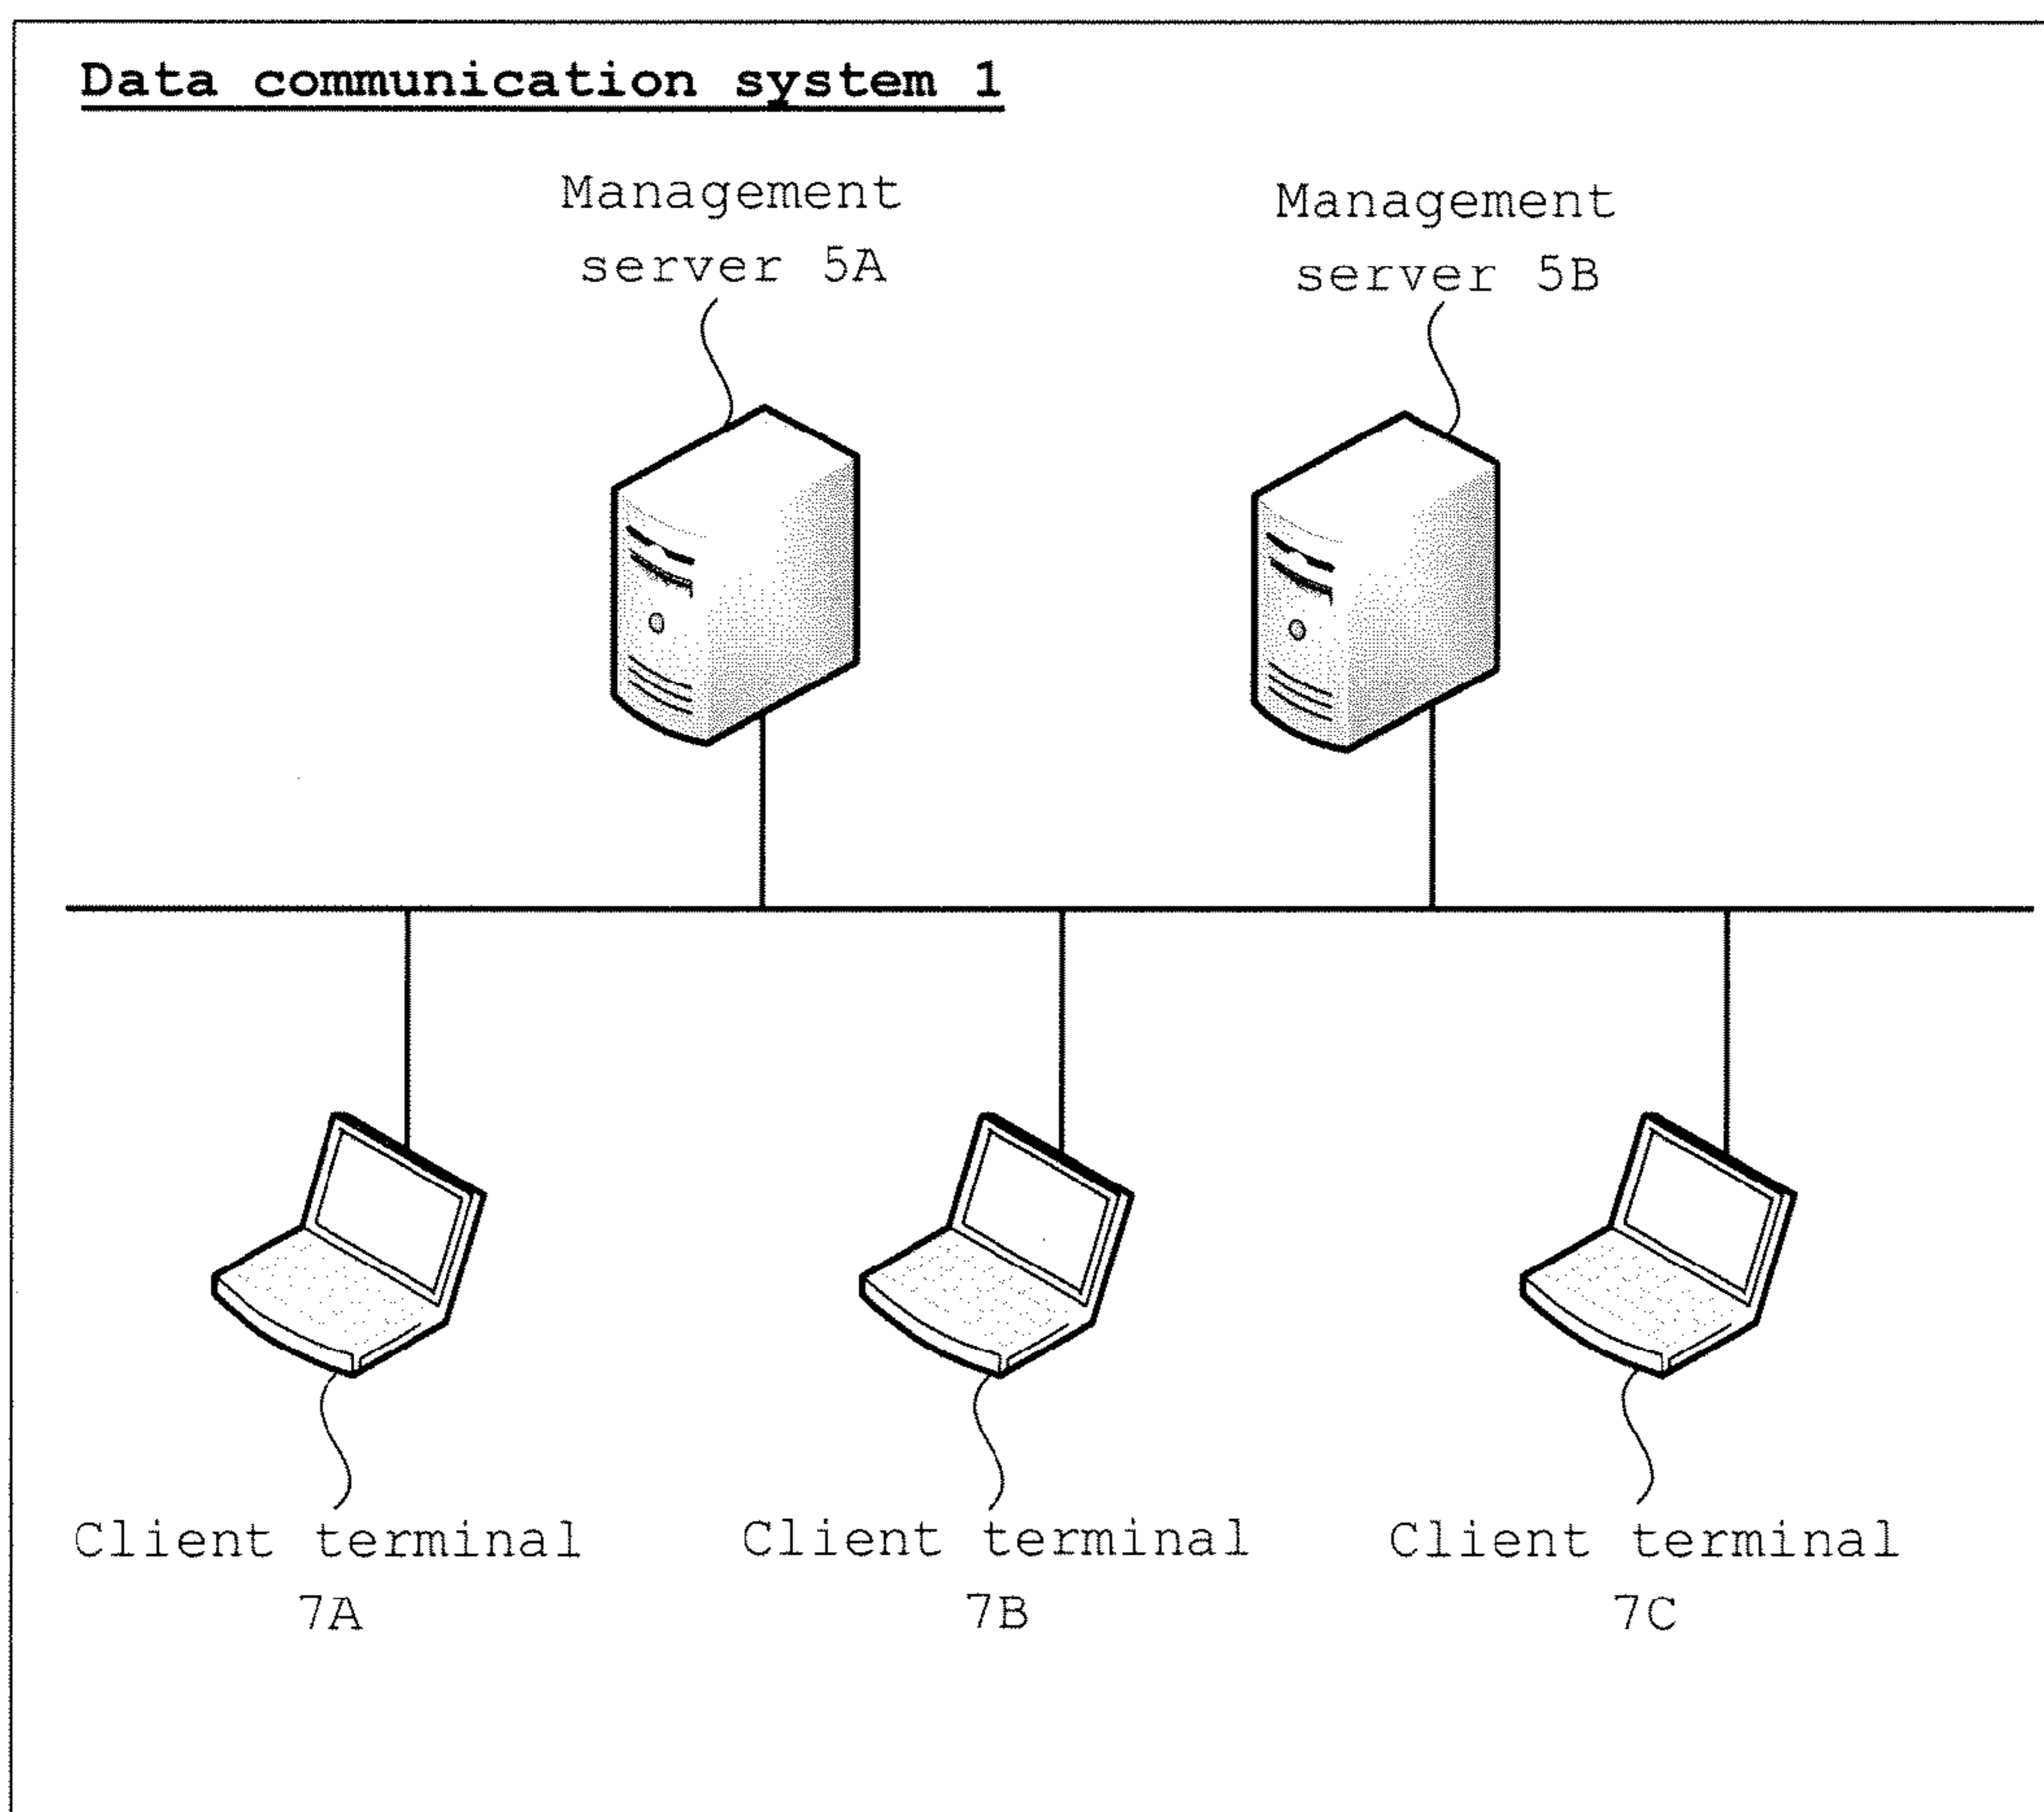 Data communication system 1
Management
server 5A
Management
server 5B
Client terminal
7A
Client terminal
7B
Client terminal
7C